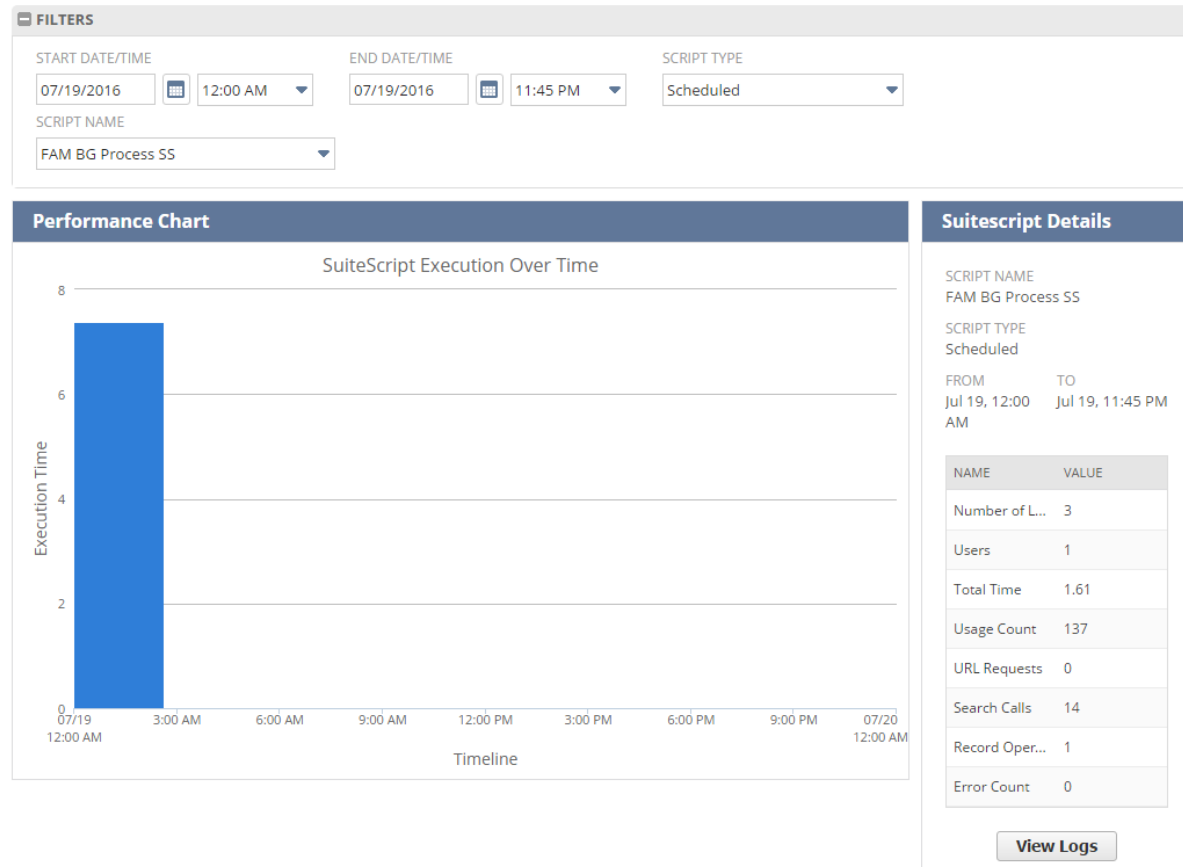 FILTERS
START DATE/TIME
END DATE/TIME
SCRIPT TYPE
07/19/2016
12:00 AM
07/19/2016
11:45 PM
Scheduled
SCRIPT NAME
FAM BG Process SS
Performance Chart
SuiteScript Execution Over Time
8
6
4
2
0
Execution Time
07/19
12:00 AM
3:00 AM
6:00 AM
9:00 AM
12:00 PM
3:00 PM
6:00 PM
9:00 PM
07/20
12:00 AM
Timeline
Suitescript Details
SCRIPT NAME
FAM BG Process SS
SCRIPT TYPE
Scheduled
FROM
TO
Jul 19, 12:00
AM
Jul 19, 11:45 PM
NAME VALUE
Number of L... 3
Users 1
Total Time 1.61
Usage Count 137
URL Requests 0
Search Calls 14
Record Oper... 1
Error Count 0
View Logs